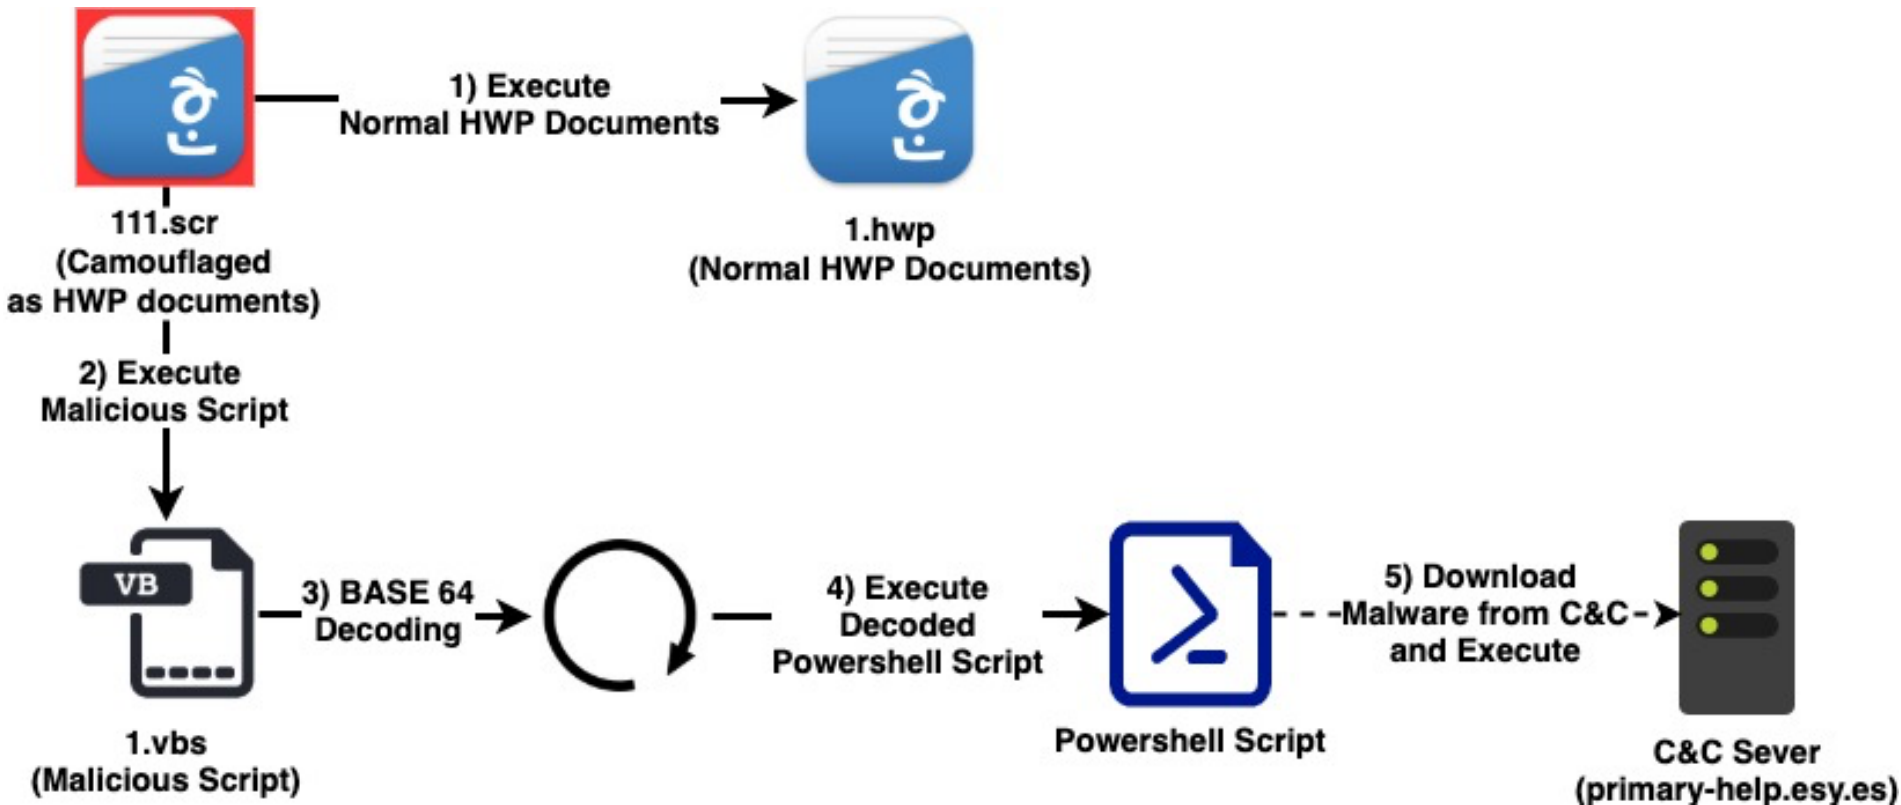 1) Execute
Normal HWP Documents
111.scr
(Camouflaged
as HWP documents)
1.hwp
(Normal HWP Documents)
2) Execute
Malicious Script
VB
1.vbs
(Malicious Script)
3) BASE 64
Decoding
4) Execute
Decoded
Powershell Script
Powershell Script
5) Download
Malware from C&C
and Execute
C&C Sever
(primary-help.esy.es)